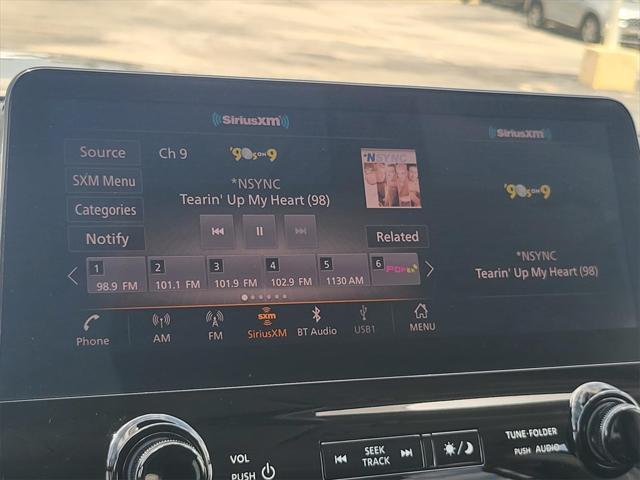 SiriusXM
Source
Ch 9
'90s on 9
*NSYNC
SXM Menu
*NSYNC
Tearin' Up My Heart (98)
Categories
Notify
Related
1 98.9 FM
2 101.1 FM
3 101.9 FM
4 102.9 FM
5 1130 AM
6 POP
Phone
AM
FM
sxm
SiriusXM
BT Audio
USB1
MENU
SiriusXM
'90s on 9
*NSYNC
Tearin' Up My Heart (98)
VOL
PUSH
SEEK
TRACK
TUNE·FOLDER
PUSH AUDIO